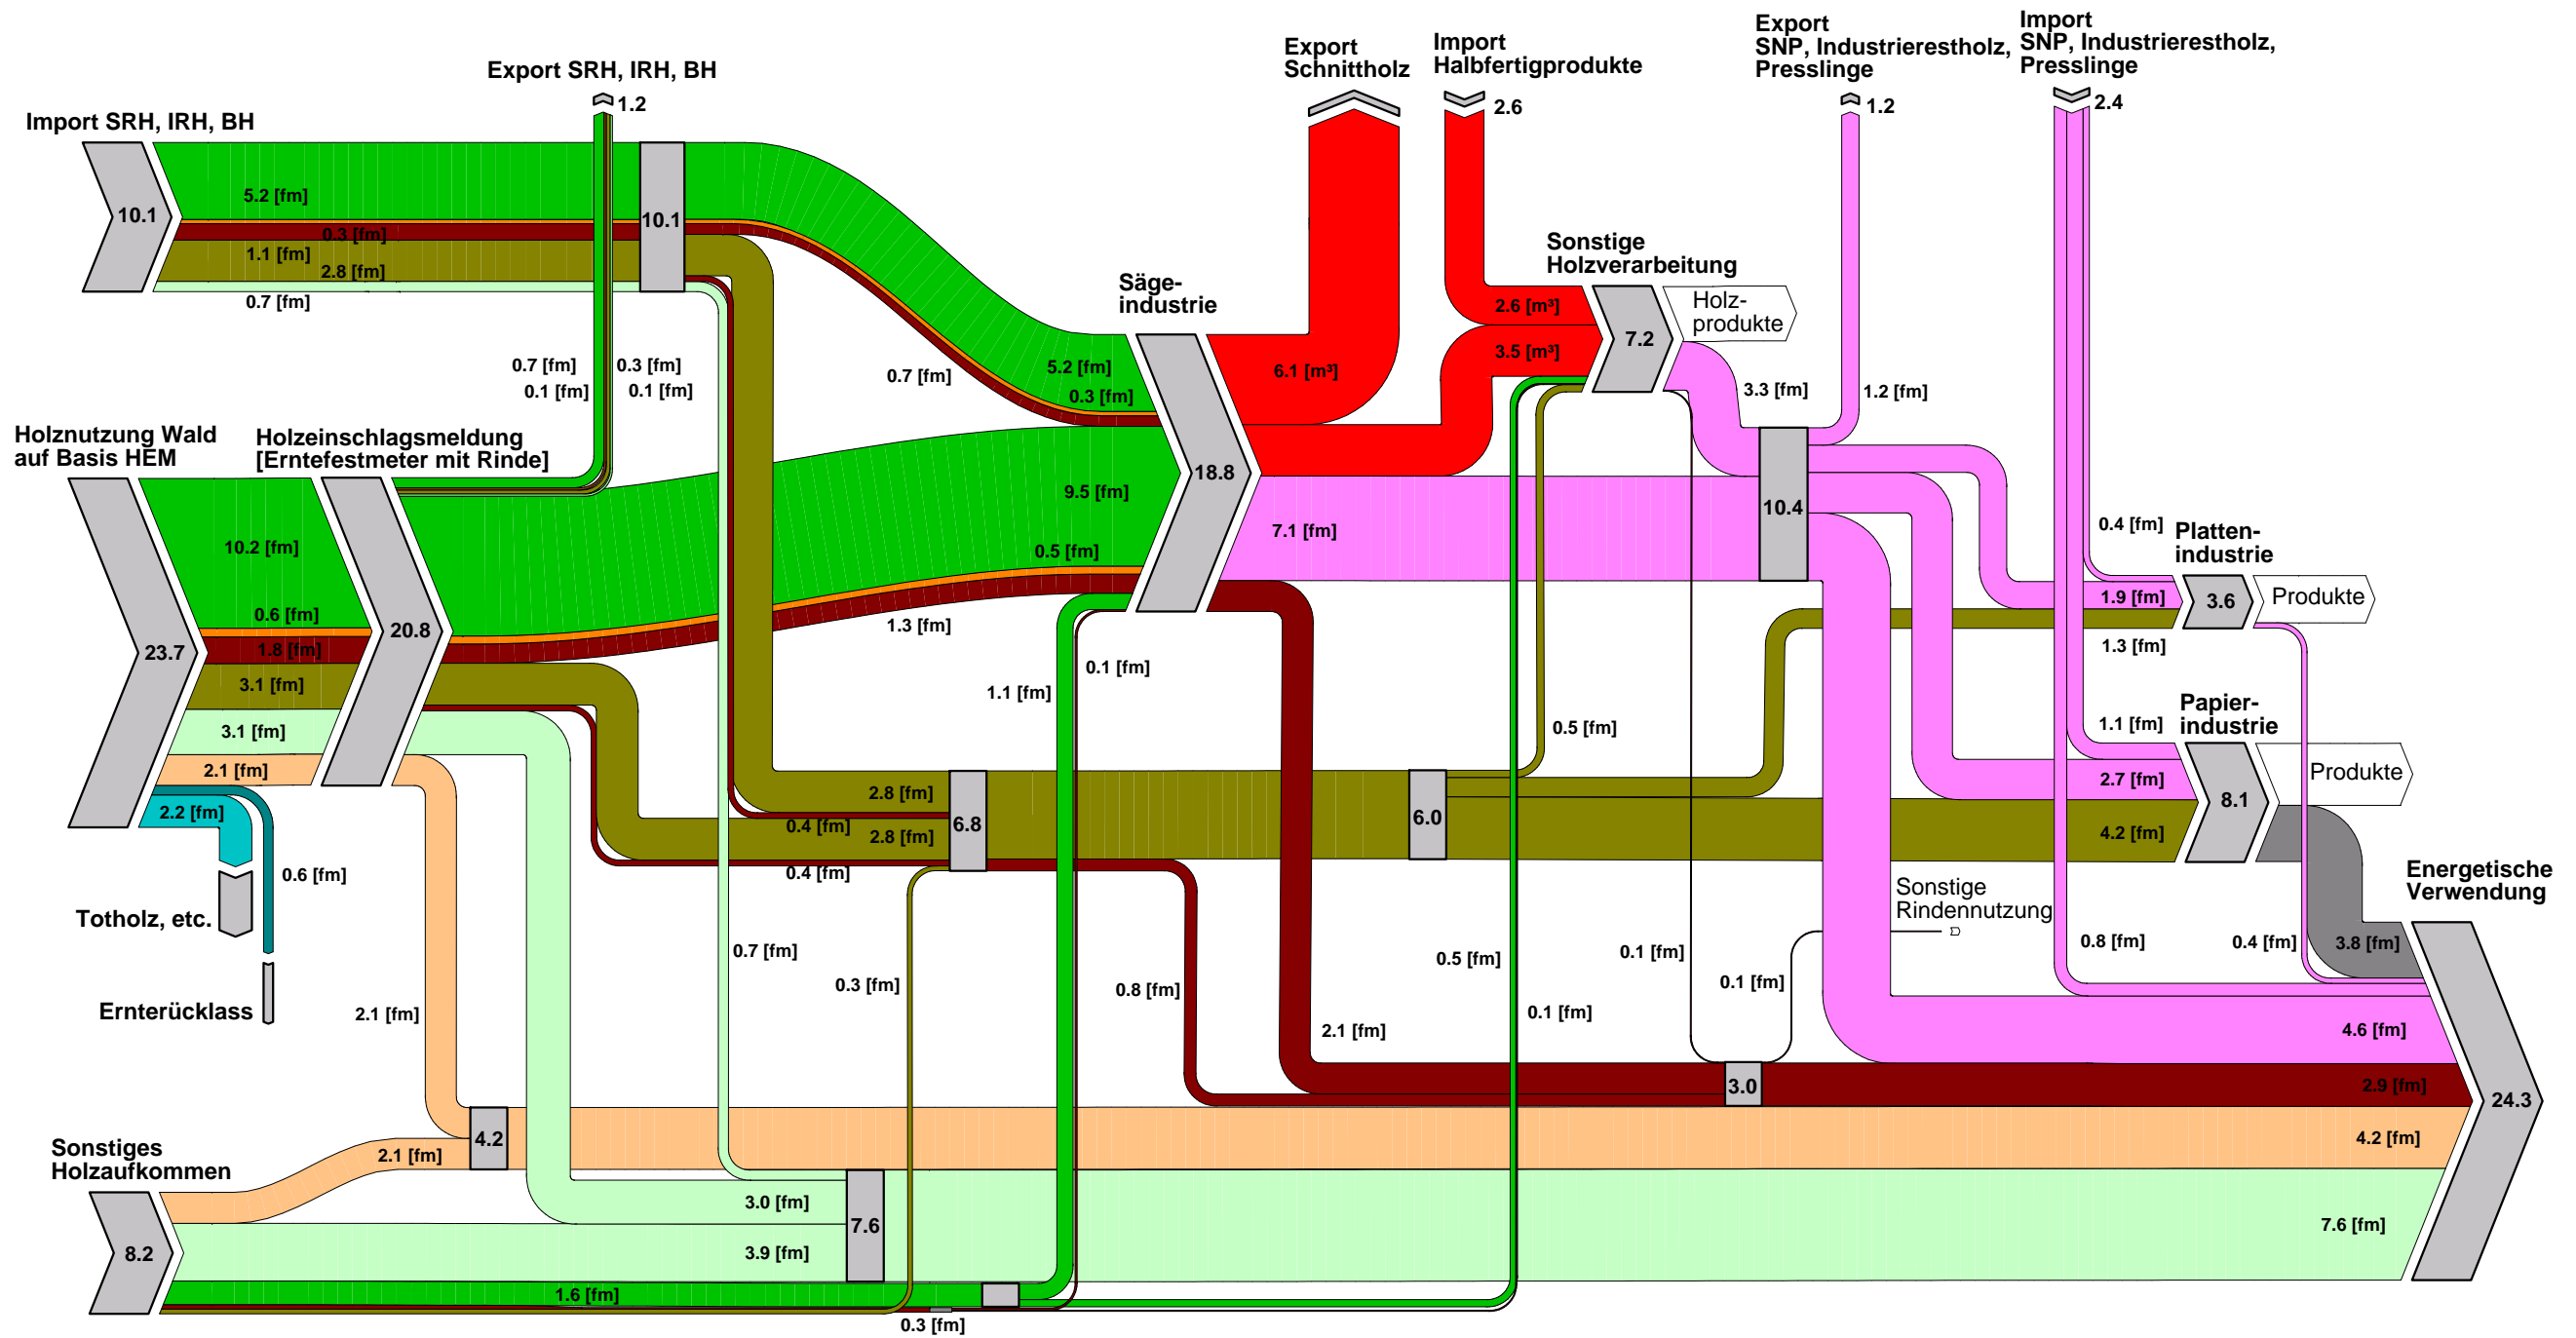 Export SRH, IRH, BH
1.2
Import SRH, IRH, BH
10.1
5.2 [fm]
0.3 [fm]
1.1 [fm]
2.8 [fm]
0.7 [fm]
10.1
0.7 [fm]
0.1 [fm]
0.3 [fm]
0.1 [fm]
Export
Schnittholz
Import
Halbfertigprodukte
2.6
Export
SNP, Industrierestholz,
Presslinge
1.2
Import
SNP, Industrierestholz,
Presslinge
2.4
Säge-
industrie
0.7 [fm]
5.2 [fm]
0.3 [fm]
18.8
9.5 [fm]
0.5 [fm]
1.3 [fm]
6.1 [m³]
7.1 [fm]
Sonstige
Holzverarbeitung
2.6 [m³]
3.5 [m³]
7.2
Holz-
produkte
3.3 [fm]
1.2 [fm]
10.4
0.4 [fm]
Platten-
industrie
1.9 [fm]
3.6
Produkte
1.3 [fm]
Papier-
industrie
1.1 [fm]
2.7 [fm]
8.1
Produkte
4.2 [fm]
Holznutzung Wald
auf Basis HEM
Holzeinschlagsmeldung
[Erntefestmeter mit Rinde]
10.2 [fm]
0.6 [fm]
1.8 [fm]
23.7
20.8
3.1 [fm]
3.1 [fm]
2.1 [fm]
2.2 [fm]
0.6 [fm]
Totholz, etc.
Ernterücklass
2.1 [fm]
1.1 [fm]
0.1 [fm]
0.5 [fm]
2.8 [fm]
0.4 [fm]
2.8 [fm]
0.4 [fm]
6.8
6.0
0.7 [fm]
0.3 [fm]
0.8 [fm]
2.1 [fm]
0.5 [fm]
0.1 [fm]
0.1 [fm]
0.1 [fm]
Sonstige
Rindennutzung
0.8 [fm]
0.4 [fm]
3.8 [fm]
Energetische
Verwendung
4.6 [fm]
3.0
2.9 [fm]
24.3
4.2 [fm]
7.6 [fm]
Sonstiges
Holzaufkommen
2.1 [fm]
4.2
8.2
3.0 [fm]
3.9 [fm]
7.6
1.6 [fm]
0.3 [fm]